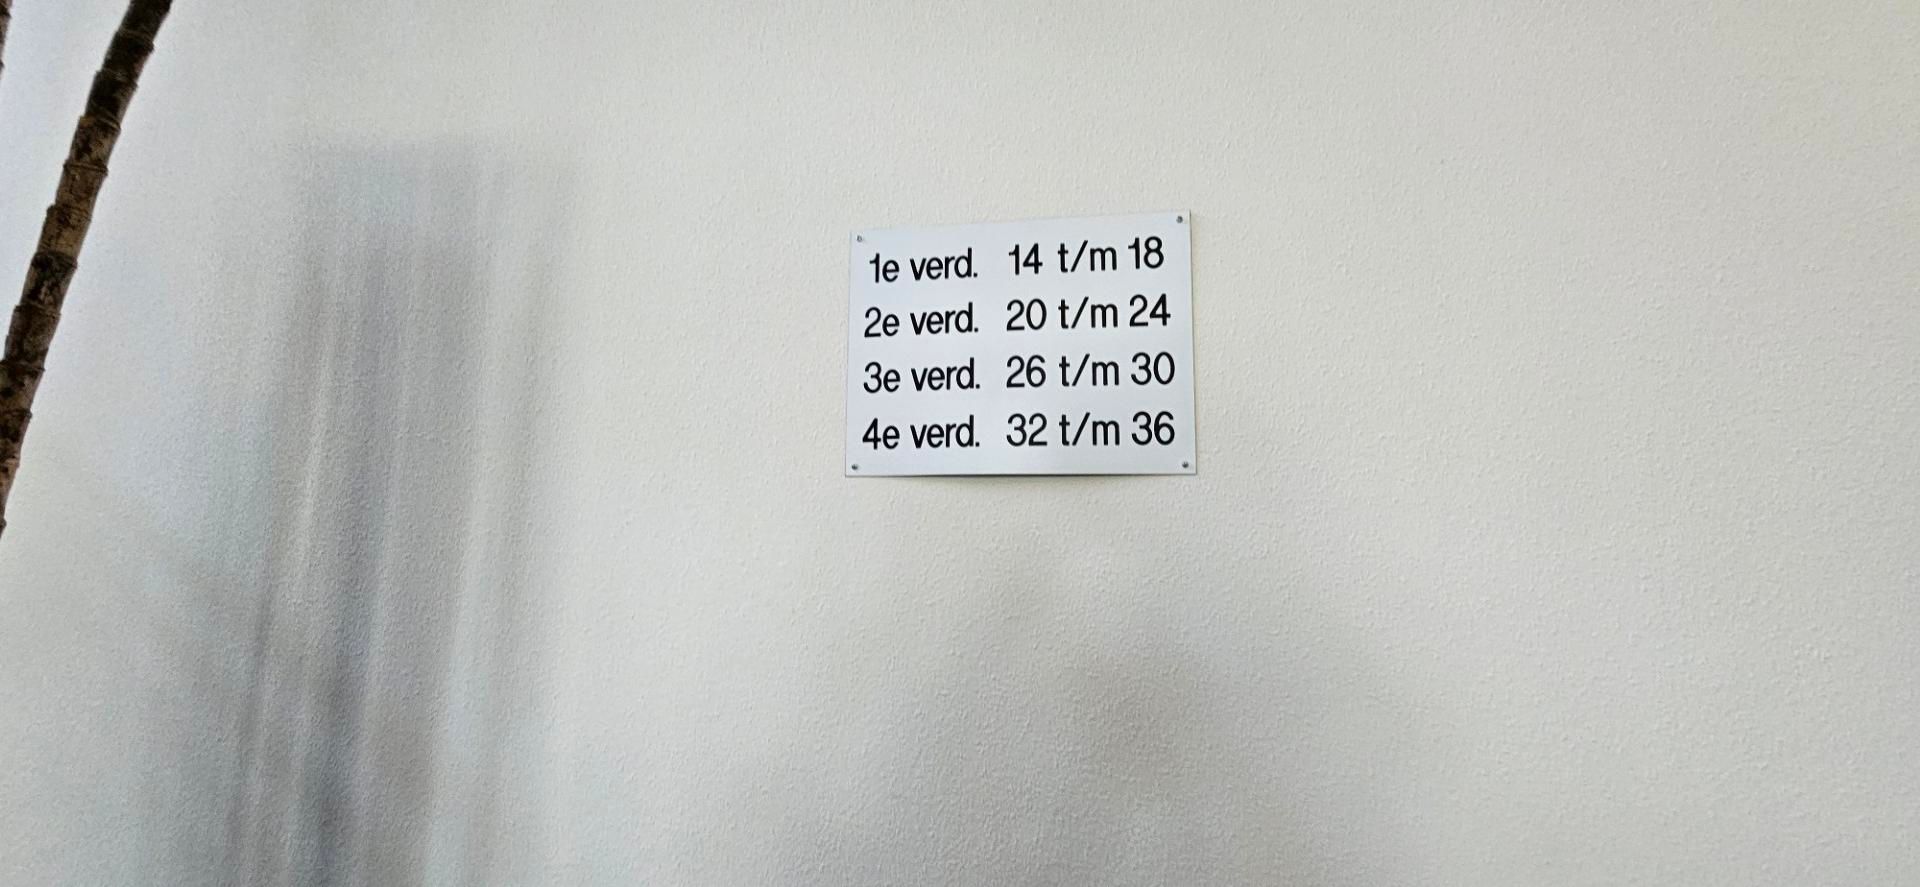 1e verd. 14 t/m 18
2e verd. 20 t/m 24
3e verd. 26 t/m 30
4e verd. 32 t/m 36